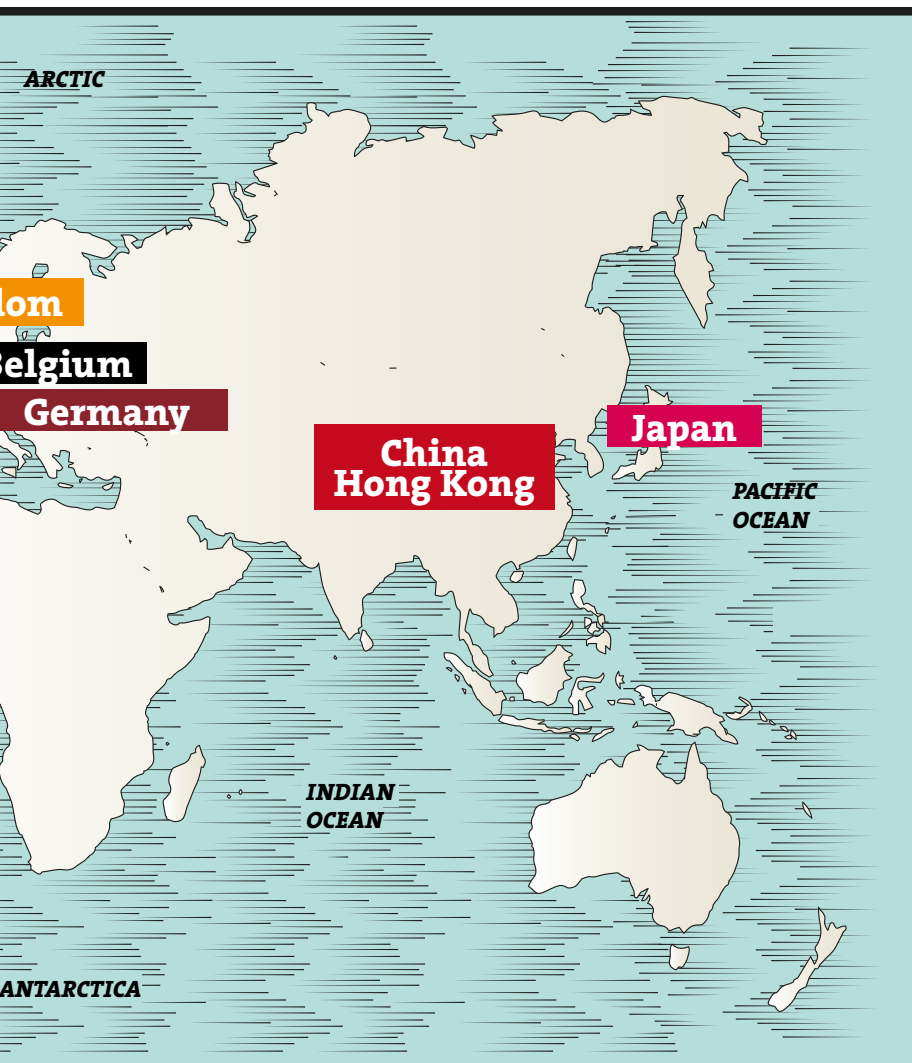 ARCTIC
dom
Belgium
Germany
China
Hong Kong
Japan
PACIFIC
OCEAN
INDIAN
OCEAN
ANTARCTICA